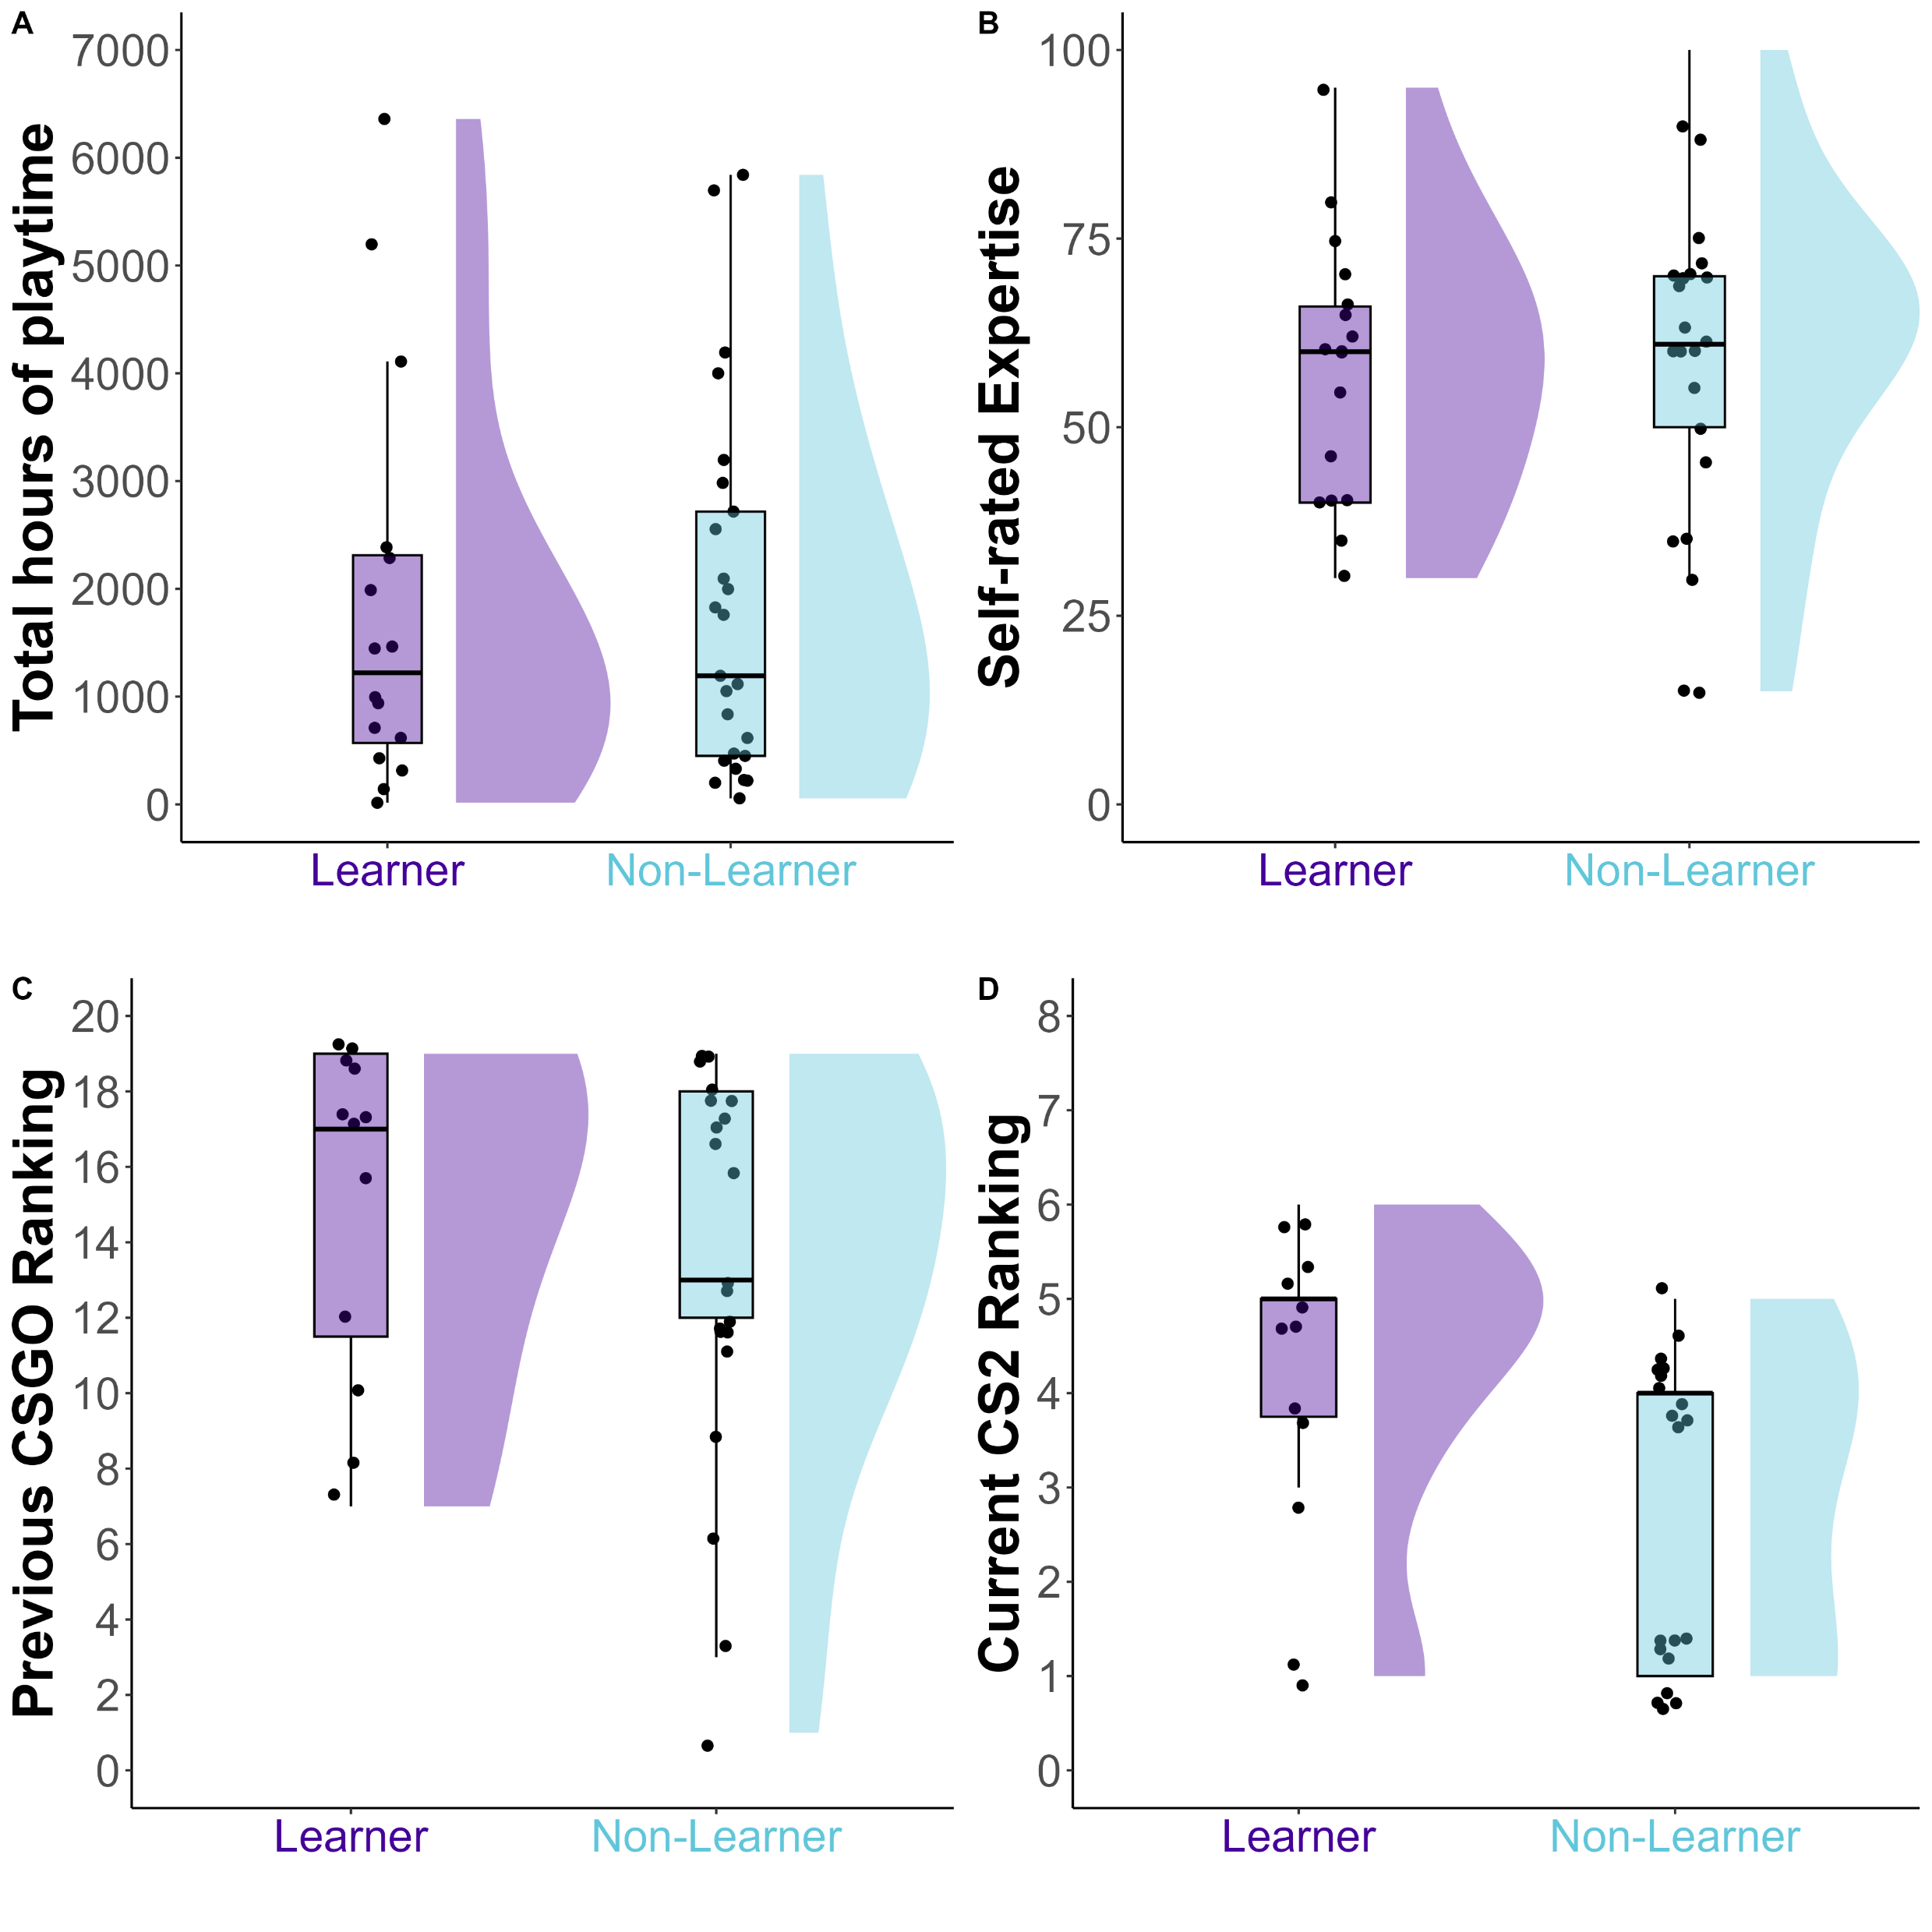 A
Total hours of playtime
7000
6000
5000
4000
3000
2000
1000
0
Learner Non-Learner
B
Self-rated Expertise
100
75
50
25
0
Learner Non-Learner
C
Previous CSGO Ranking
20
18
16
14
12
10
8
6
4
2
0
Learner Non-Learner
D
Current CS2 Ranking
8
7
6
5
4
3
2
1
0
Learner Non-Learner